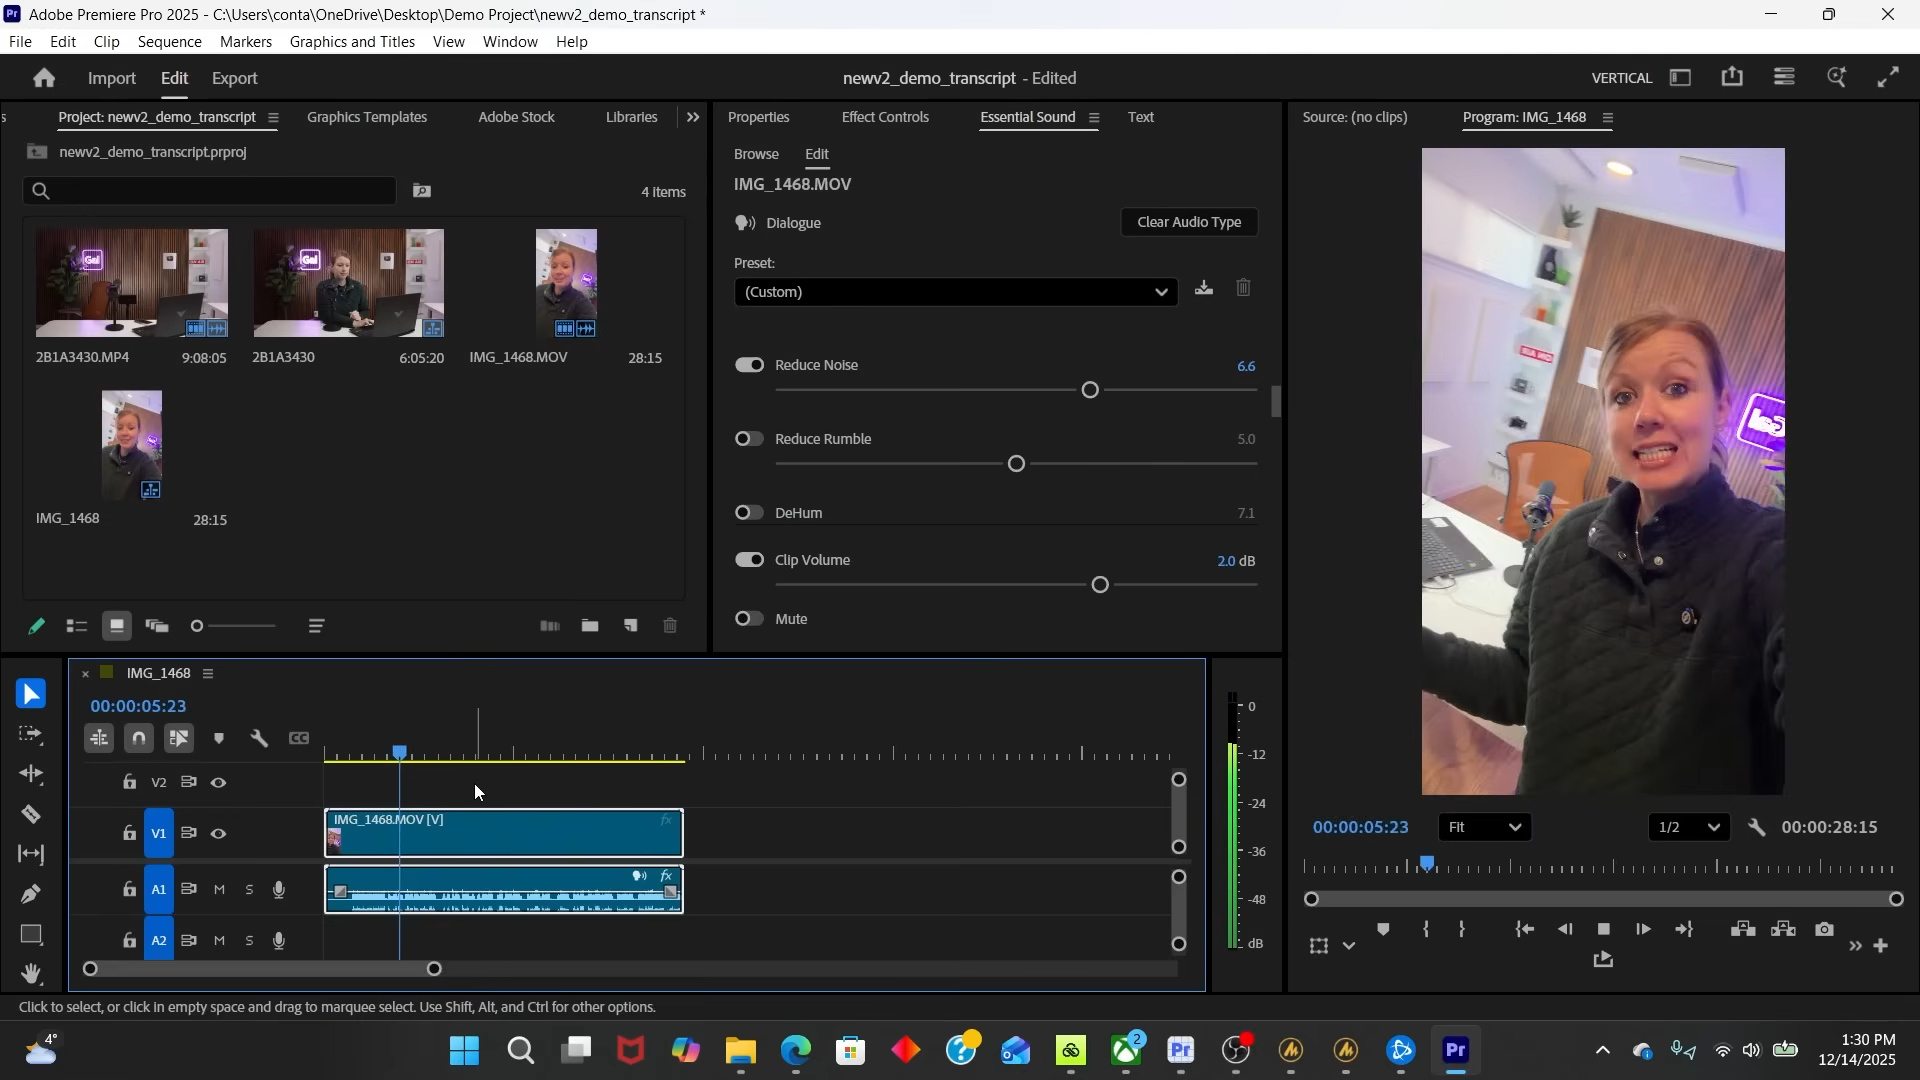 Adobe Premiere Pro 2025 - C:\Users\conta\OneDrive\Desktop\Demo Project\newv2_demo_transcript *
File Edit Clip Sequence Markers Graphics and Titles View Window Help
Import Edit Export
newv2_demo_transcript - Edited
VERTICAL
Project: newv2_demo_transcript Graphics Templates Adobe Stock Libraries
newv2_demo_transcript.prproj
4 Items
2B1A3430.MP4 9:08:05
2B1A3430 6:05:20
IMG_1468.MOV 28:15
IMG_1468 28:15
Properties Effect Controls Essential Sound Text
Browse Edit
IMG_1468.MOV
Dialogue
Clear Audio Type
Preset:
(Custom)
Reduce Noise 6.6
Reduce Rumble 5.0
DeHum 7.1
Clip Volume 2.0 dB
Mute
Source: (no clips) Program: IMG_1468
00:00:05:23 Fit 1/2 00:00:28:15
IMG_1468
00:00:05:23
V2
V1
IMG_1468.MOV [V]
fx
A1 M S
fx
A2 M S
0
-12
-24
-36
-48
dB
Click to select, or click in empty space and drag to marquee select. Use Shift, Alt, and Ctrl for other options.
4°
2
Pr
1:30 PM
12/14/2025